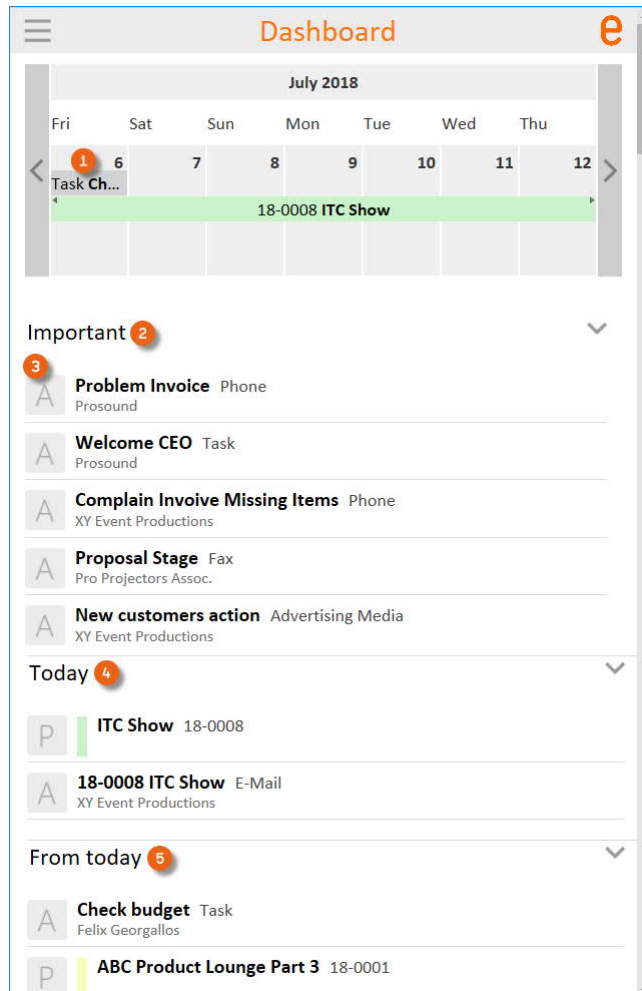 Dashboard e
July 2018
Fri Sat Sun Mon Tue Wed Thu
1 6 7 8 9 10 11 12
Task Ch...
18-0008 ITC Show
Important 2
3
A Problem Invoice Phone
Prosound
A Welcome CEO Task
Prosound
A Complain Invoive Missing Items Phone
XY Event Productions
A Proposal Stage Fax
Pro Projectors Assoc.
A New customers action Advertising Media
XY Event Productions
Today 4
P ITC Show 18-0008
A 18-0008 ITC Show E-Mail
XY Event Productions
From today 5
A Check budget Task
Felix Georgallos
P ABC Product Lounge Part 3 18-0001